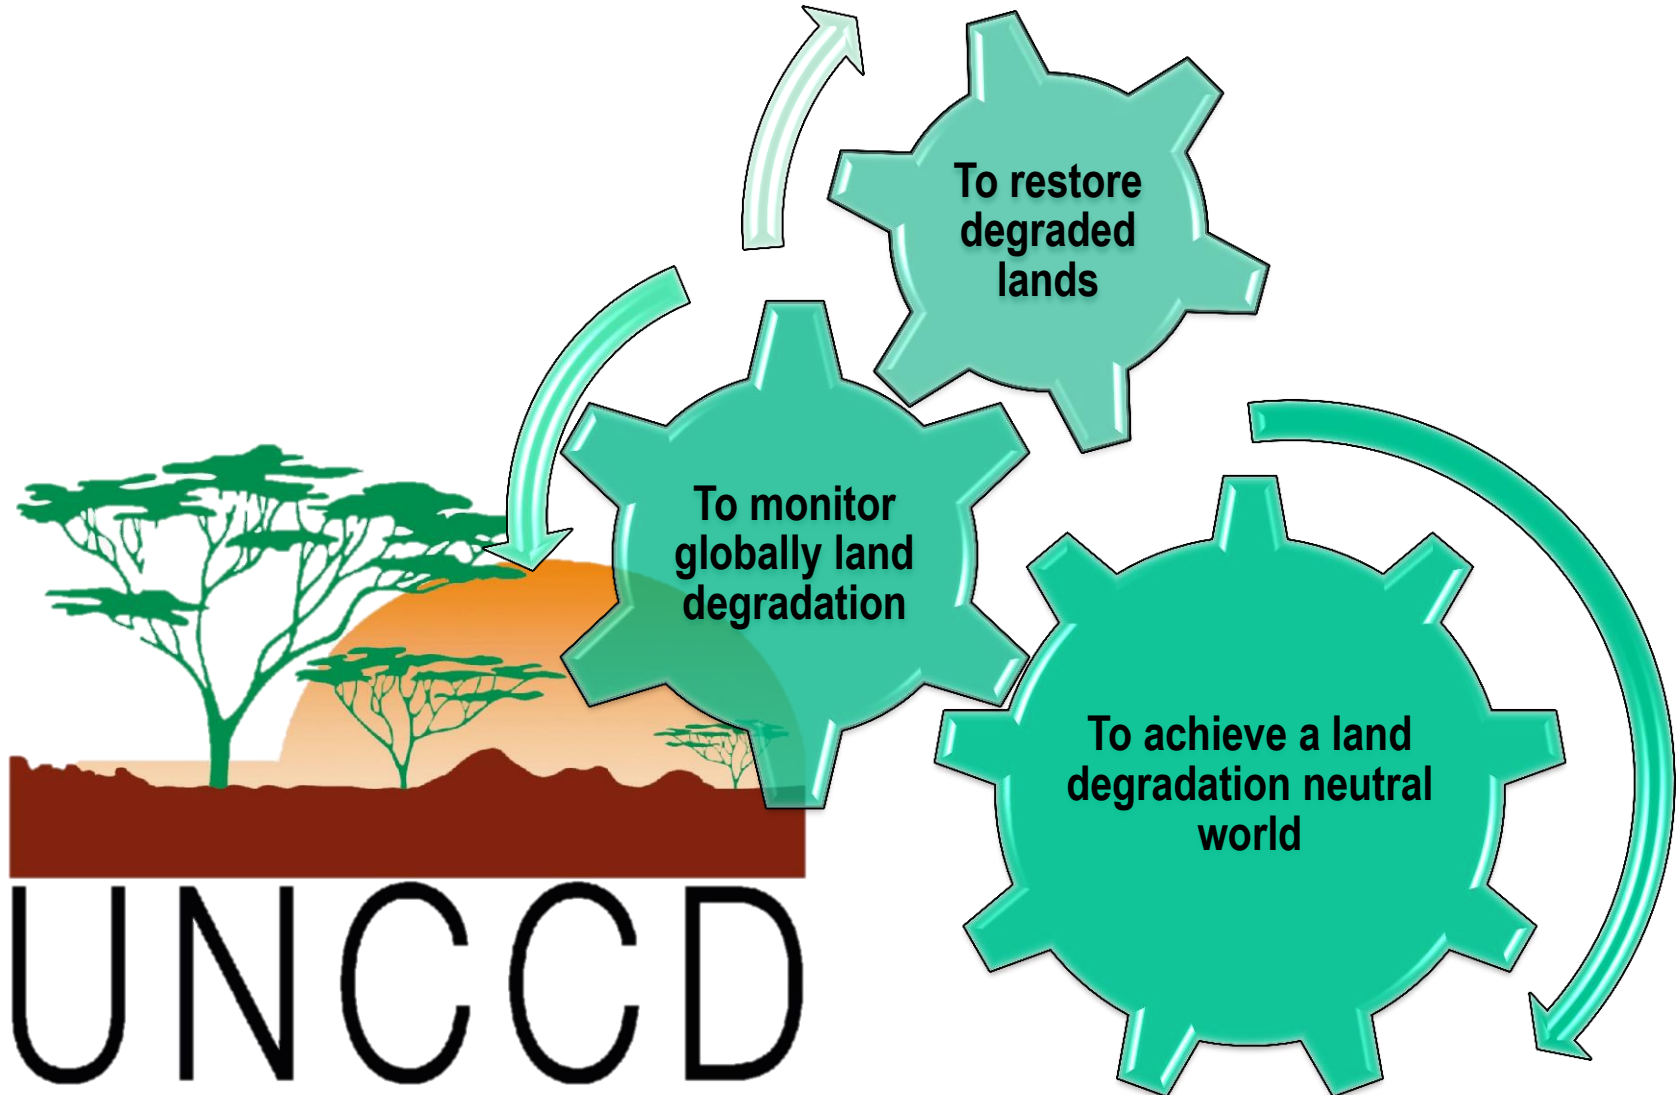 To restore
degraded
lands
To monitor
globally land
degradation
To achieve a land
degradation neutral
world
UNCCD